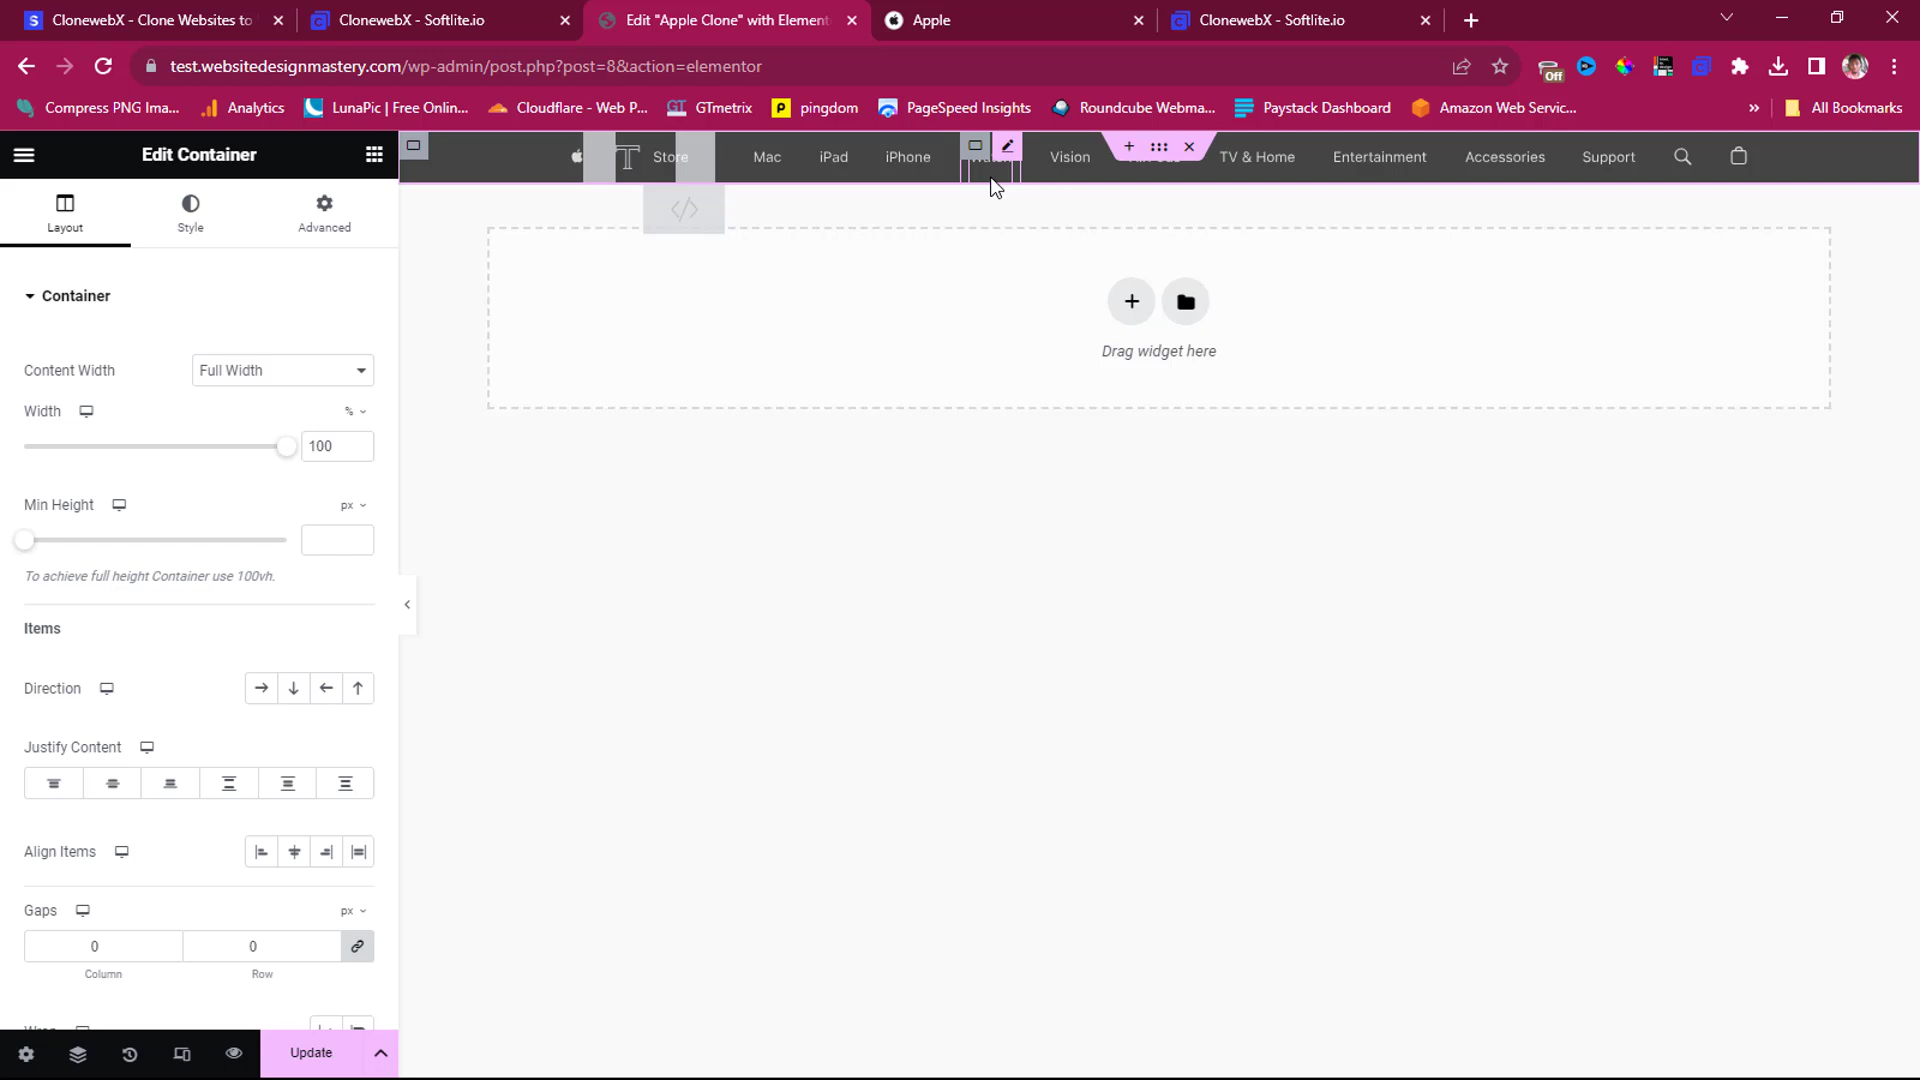 ClonewebX - Clone Websites to
ClonewebX - Softlite.io
Edit "Apple Clone" with Element
Apple
ClonewebX - Softlite.io
test.websitedesignmastery.com/wp-admin/post.php?post=8&action=elementor
Off
Compress PNG Ima...
Analytics
LunaPic | Free Onlin...
Cloudflare - Web P...
GTmetrix
pingdom
PageSpeed Insights
Roundcube Webma...
Paystack Dashboard
Amazon Web Servic...
All Bookmarks
Edit Container
Store
Mac
iPad
iPhone
Vision
TV & Home
Entertainment
Accessories
Support
Layout
Style
Advanced
Container
Content Width
Full Width
Width
%
100
Min Height
px
To achieve full height Container use 100vh.
Items
Direction
Justify Content
Align Items
Gaps
px
0
0
Column
Row
Update
Drag widget here